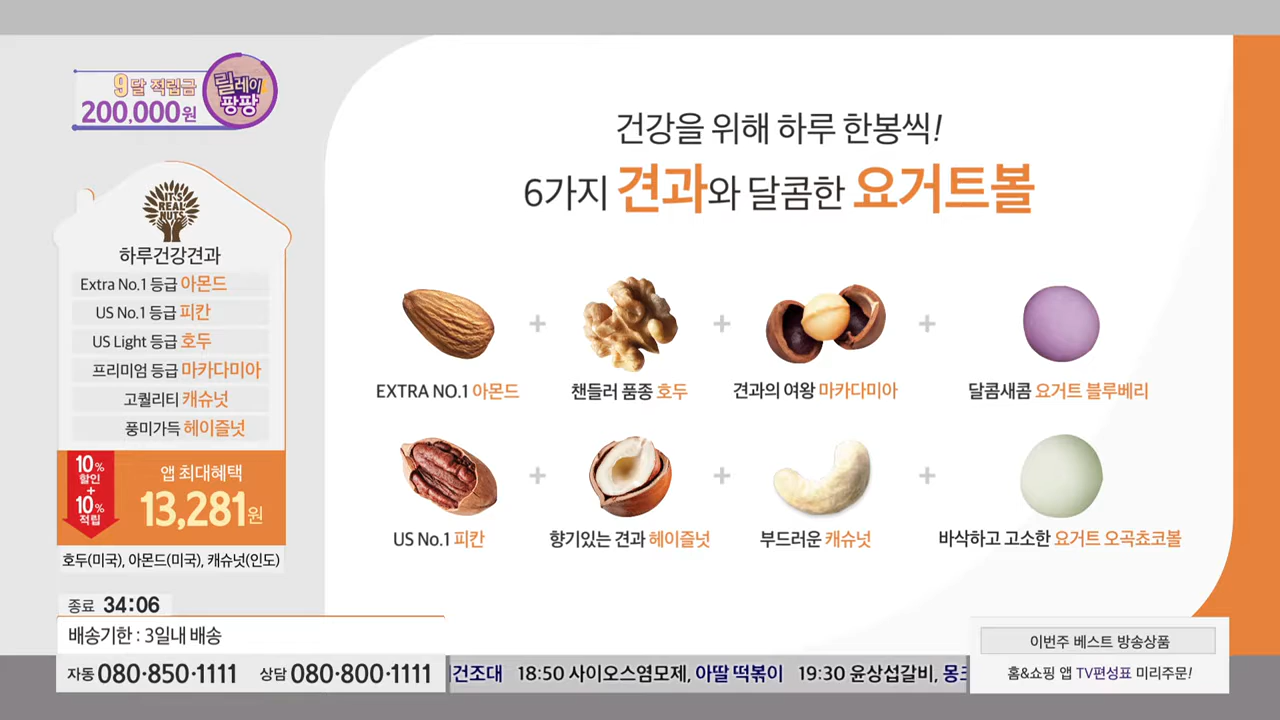 9달 적립금
200,000원
릴레이
팡팡
건강을 위해 하루 한봉씩!
6가지 견과와 달콤한 요거트볼
IT'S
REAL
NUTS
하루건강견과
Extra No.1 등급 아몬드
US No.1 등급 피칸
US Light 등급 호두
프리미엄 등급 마카다미아
고퀄리티 캐슈넛
풍미가득 헤이즐넛
10%
할인
+
10%
적립
앱 최대혜택
13,281원
호두(미국), 아몬드(미국), 캐슈넛(인도)
+ + +
EXTRA NO.1 아몬드
챈들러 품종 호두
견과의 여왕 마카다미아
달콤새콤 요거트 블루베리
+ + +
US No.1 피칸
향기있는 견과 헤이즐넛
부드러운 캐슈넛
바삭하고 고소한 요거트 오곡쵸코볼
종료 34:06
배송기한 : 3일내 배송
자동 080·850·1111 상담 080·800·1111
건조대 18:50 사이오스염모제, 아딸 떡볶이 19:30 윤상섭갈비,
이번주 베스트 방송상품
홈&쇼핑 앱 TV편성표 미리주문!